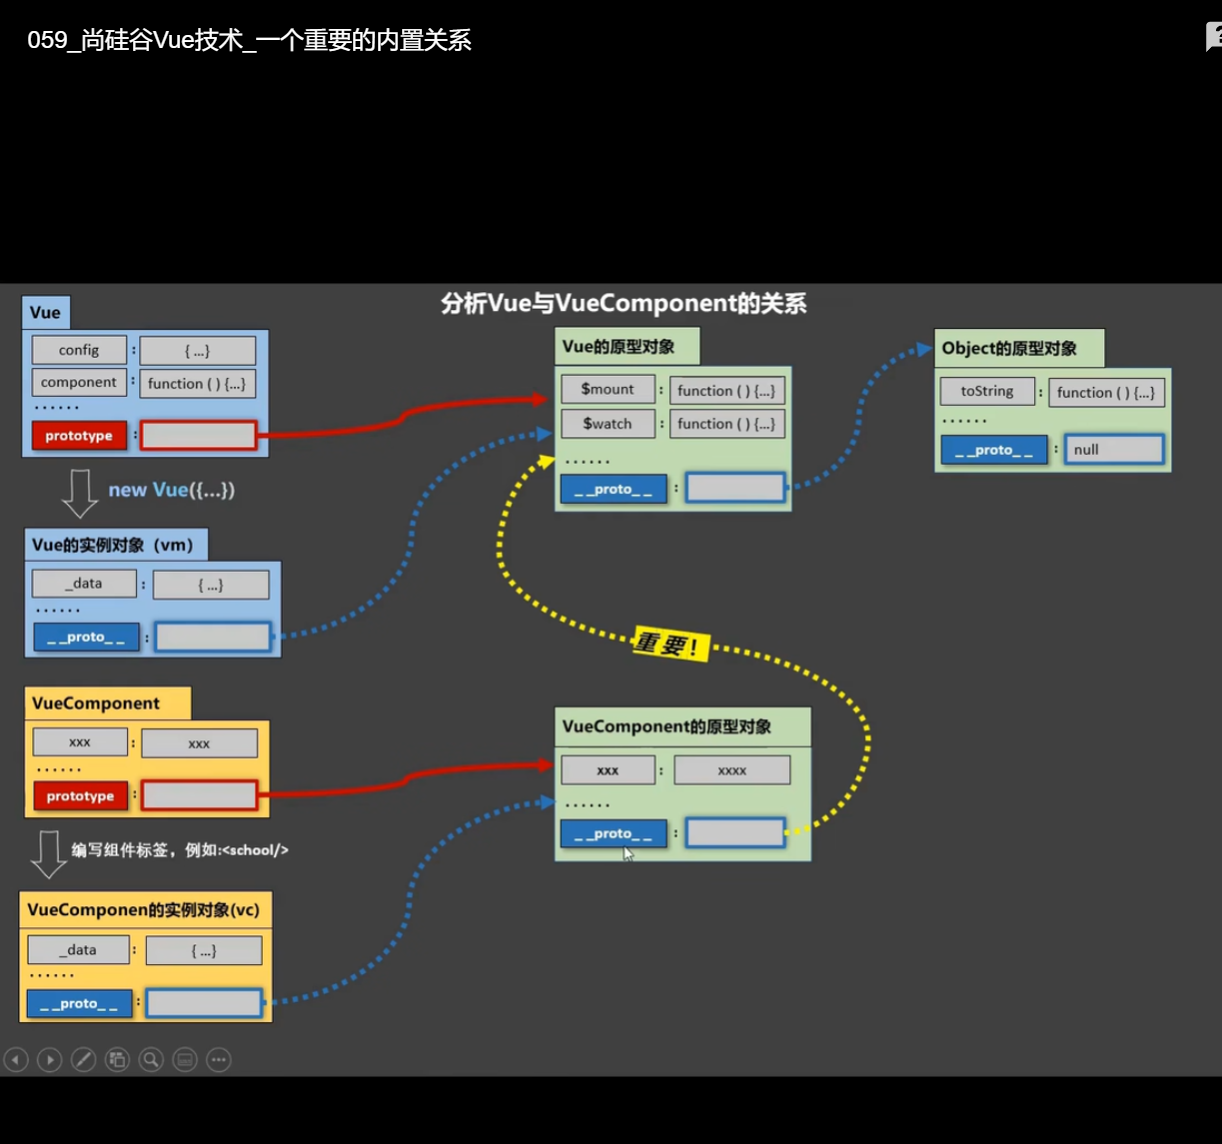 059_尚硅谷Vue技术_一个重要的内置关系
?
分析Vue与VueComponent的关系
Vue
config : { ...}
component : function ( ) {...}
······
prototype :
new Vue({...})
Vue的实例对象（vm）
_data : { ...}
······
_ _proto_ _ :
VueComponent
xxx : xxx
······
prototype :
编写组件标签，例如:<school/>
VueComponen的实例对象(vc)
_data : { ...}
······
_ _proto_ _ :
Vue的原型对象
$mount : function ( ) {...}
$watch : function ( ) {...}
······
_ _proto_ _ :
重要！
VueComponent的原型对象
xxx : xxxx
······
_ _proto_ _ :
Object的原型对象
toString : function ( ) {...}
······
_ _proto_ _ : null